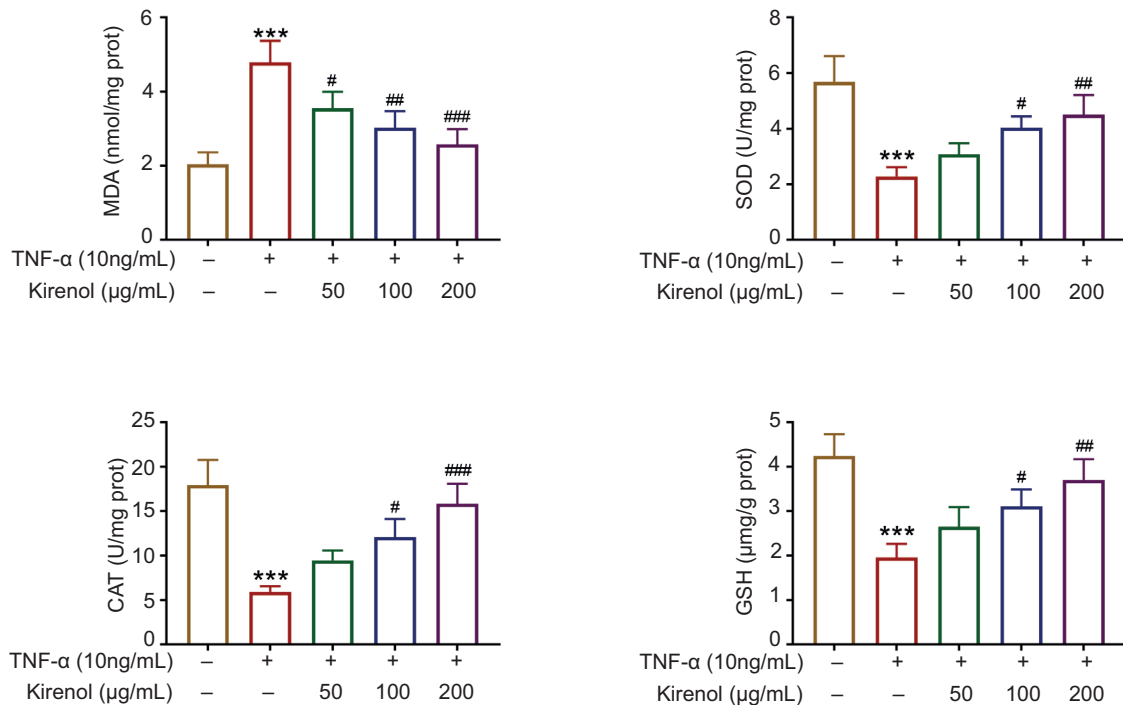 MDA (nmol/mg prot)
6
4
2
0
***
#
##
###
TNF-α (10ng/mL) – + + + +
Kirenol (µg/mL) – – 50 100 200
SOD (U/mg prot)
8
6
4
2
0
***
#
##
TNF-α (10ng/mL) – + + + +
Kirenol (µg/mL) – – 50 100 200
CAT (U/mg prot)
25
20
15
10
5
0
***
#
###
TNF-α (10ng/mL) – + + + +
Kirenol (µg/mL) – – 50 100 200
GSH (µmg/g prot)
5
4
3
2
1
0
***
#
##
TNF-α (10ng/mL) – + + + +
Kirenol (µg/mL) – – 50 100 200